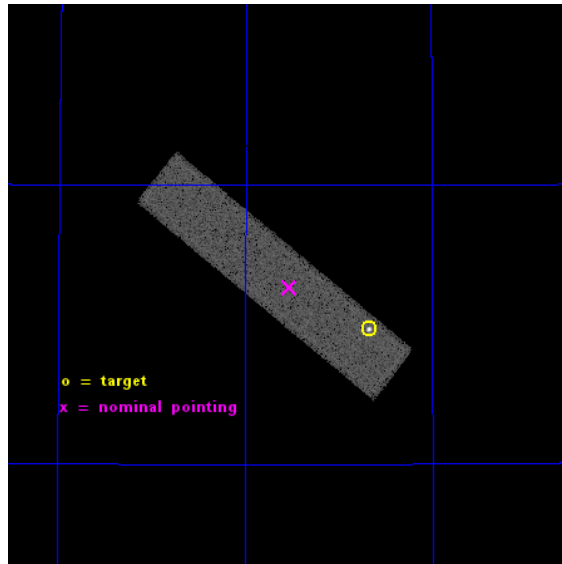 o = target
x = nominal pointing